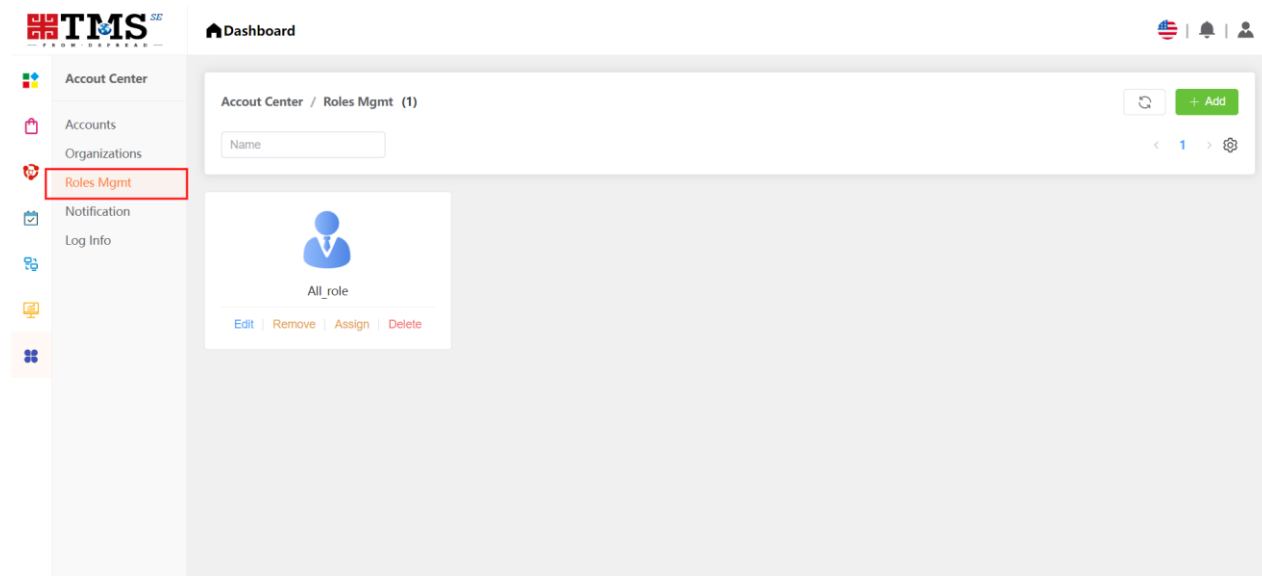 TMS SE
FROM·DEPREAD
Dashboard
Accout Center
Accounts
Organizations
Roles Mgmt
Notification
Log Info
Accout Center / Roles Mgmt (1)
+ Add
Name
< 1 >
All_role
Edit | Remove | Assign | Delete